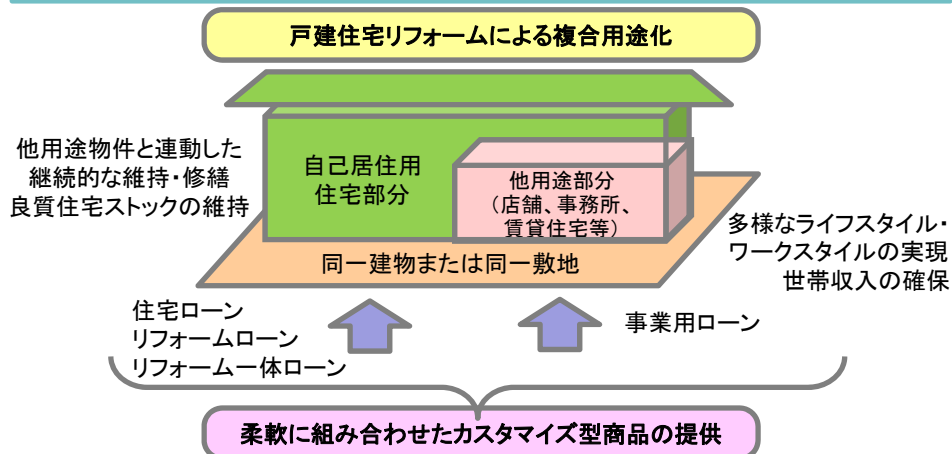 戸建住宅リフォームによる複合用途化
他用途物件と連動した
継続的な維持・修繕
良質住宅ストックの維持
自己居住用
住宅部分
他用途部分
（店舗、事務所、
賃貸住宅等）
同一建物または同一敷地
多様なライフスタイル・
ワークスタイルの実現
世帯収入の確保
住宅ローン
リフォームローン
リフォーム一体ローン
事業用ローン
柔軟に組み合わせたカスタマイズ型商品の提供